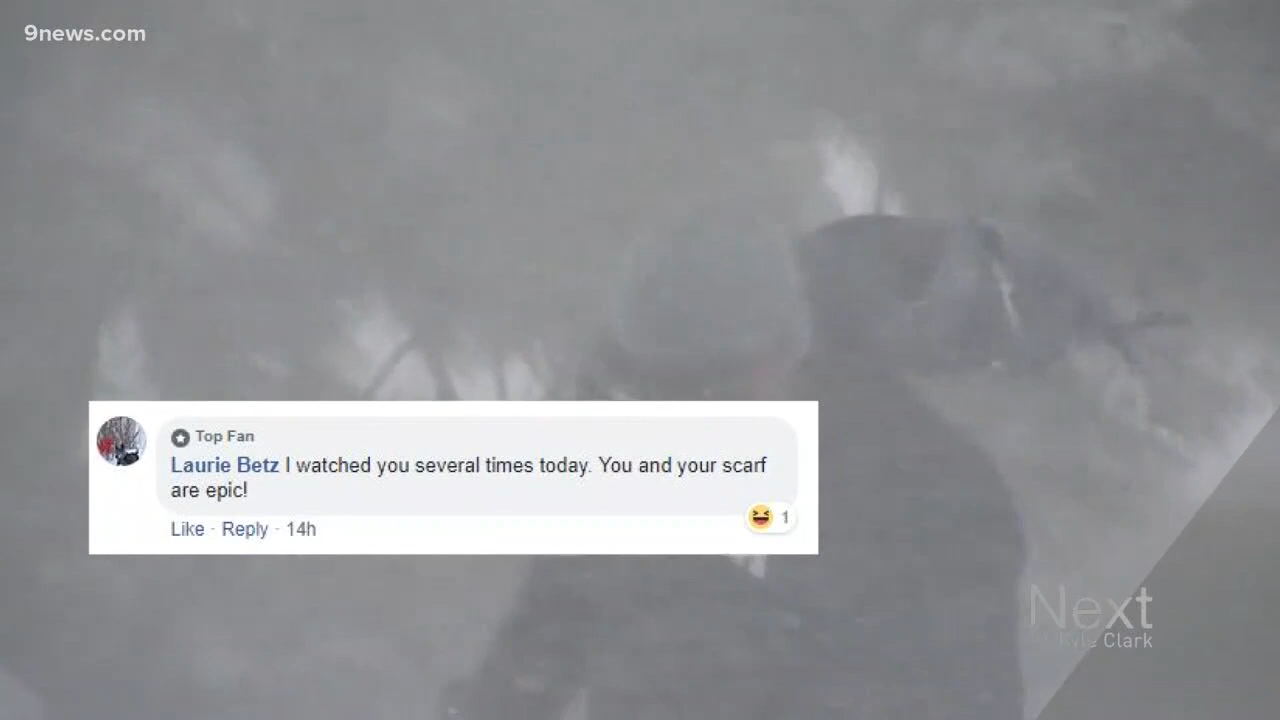 9news.com
Top Fan
Laurie Betz I watched you several times today. You and your scarf
are epic!
Like · Reply · 14h
1
Next
Kyle Clark